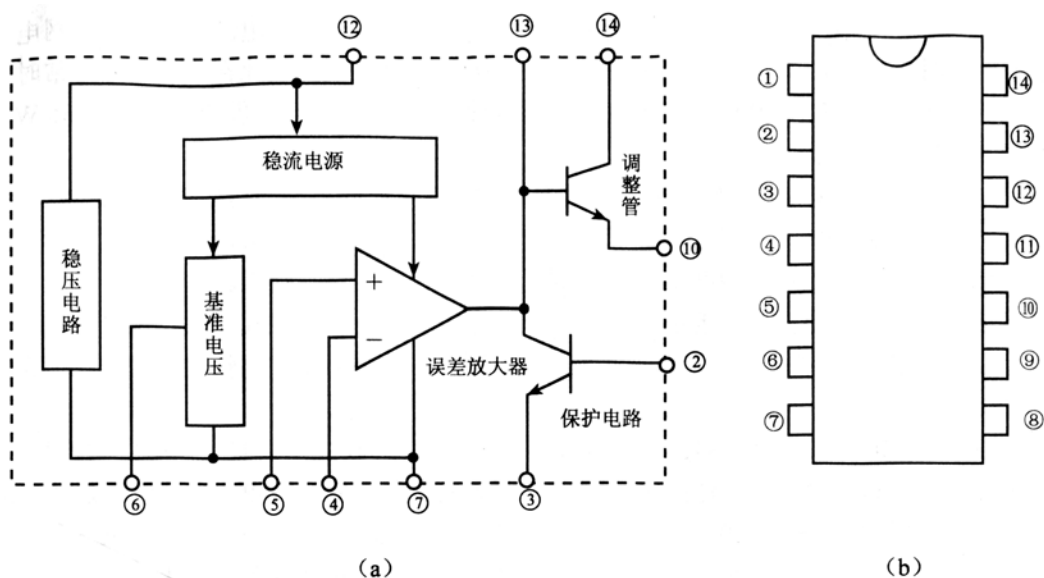 ⑫ ⑬ ⑭
稳流电源
调整管
⑩
稳压电路
基准电压
+
−
误差放大器
②
保护电路
⑥ ⑤ ④ ⑦ ③
(a)
① ⑭
② ⑬
③ ⑫
④ ⑪
⑤ ⑩
⑥ ⑨
⑦ ⑧
(b)